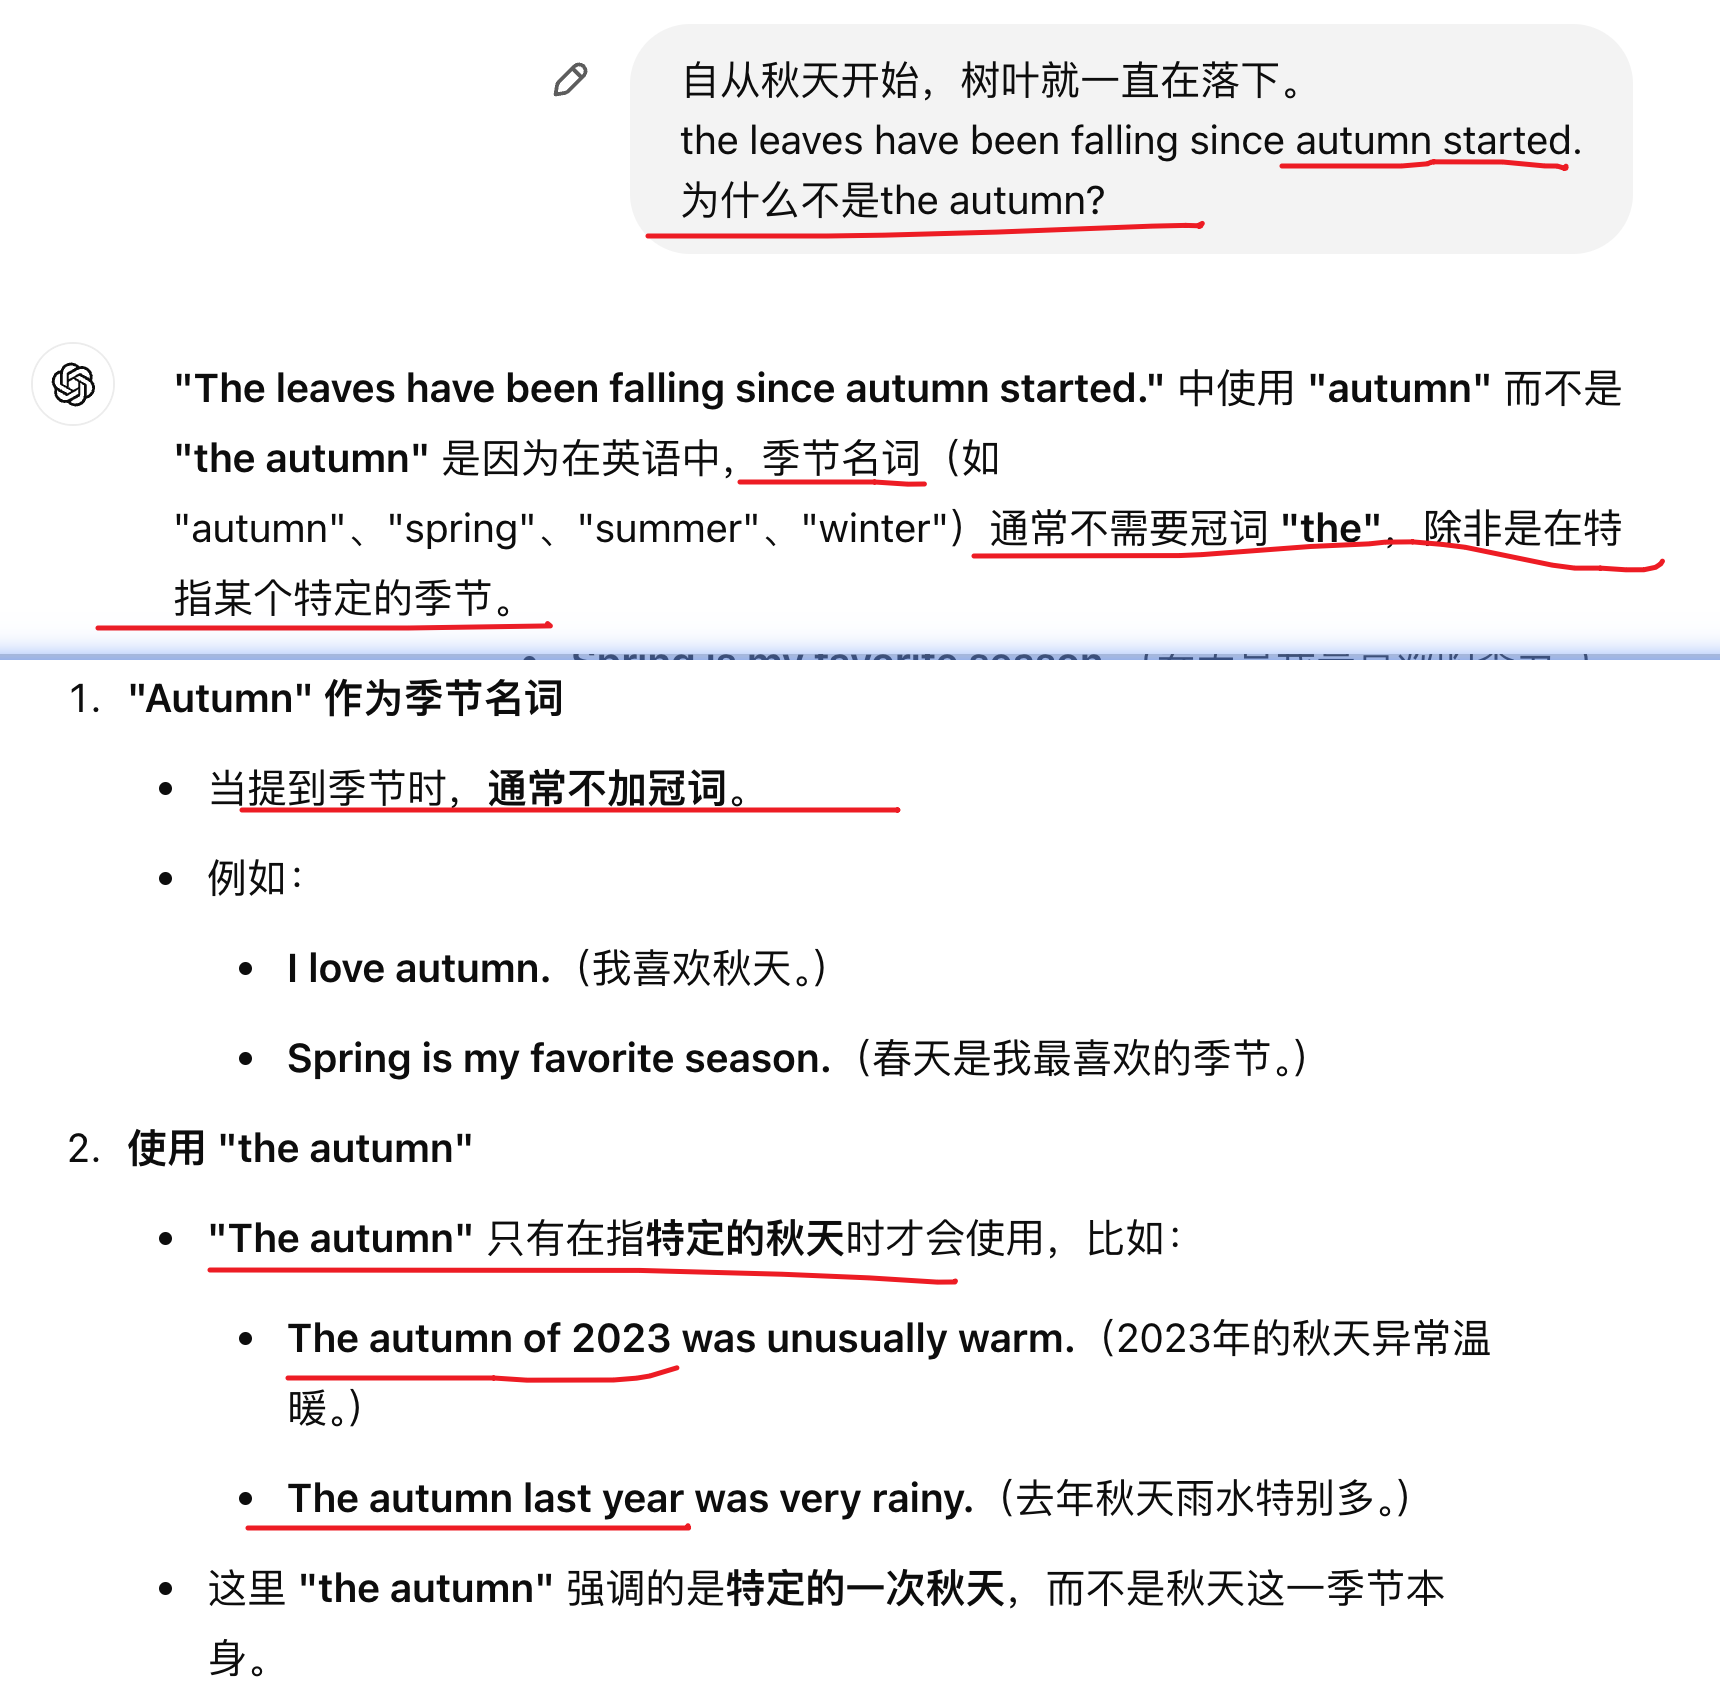 自从秋天开始，树叶就一直在落下。
the leaves have been falling since autumn started.
为什么不是the autumn?
"The leaves have been falling since autumn started." 中使用 "autumn" 而不是
"the autumn" 是因为在英语中，季节名词（如
"autumn"、"spring"、"summer"、"winter"）通常不需要冠词 "the"，除非是在特
指某个特定的季节。
1. "Autumn" 作为季节名词
• 当提到季节时，通常不加冠词。
• 例如：
• I love autumn.（我喜欢秋天。）
• Spring is my favorite season.（春天是我最喜欢的季节。）
2. 使用 "the autumn"
• "The autumn" 只有在指特定的秋天时才会使用，比如：
• The autumn of 2023 was unusually warm.（2023年的秋天异常温
暖。）
• The autumn last year was very rainy.（去年秋天雨水特别多。）
• 这里 "the autumn" 强调的是特定的一次秋天，而不是秋天这一季节本
身。